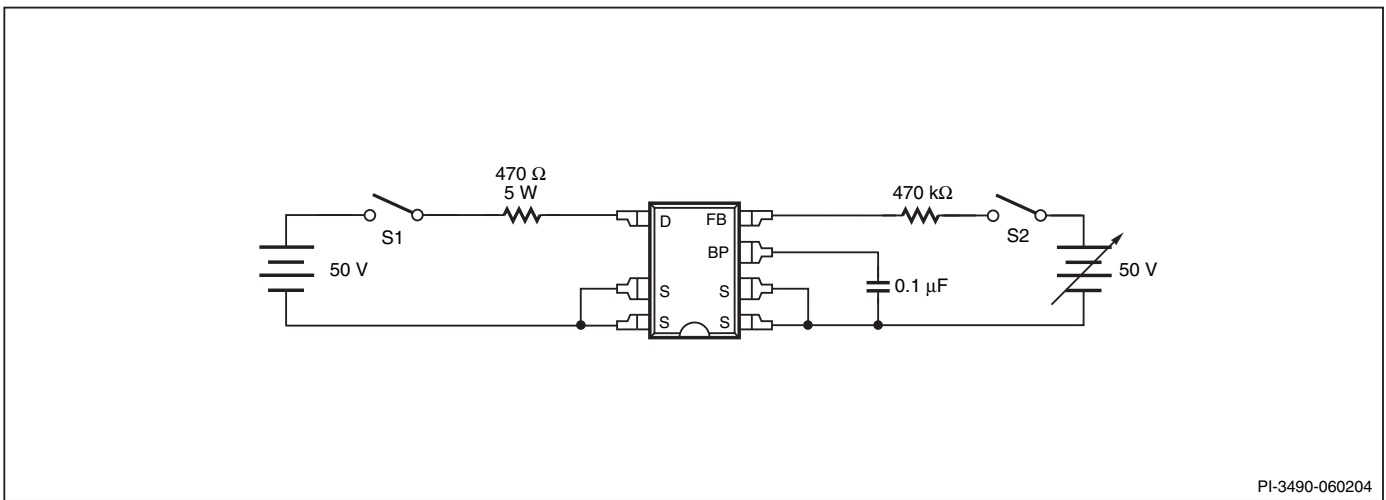 470 Ω
5 W
470 kΩ
D
FB
S1
S2
BP
50 V
50 V
S
S
0.1 µF
S
S
PI-3490-060204